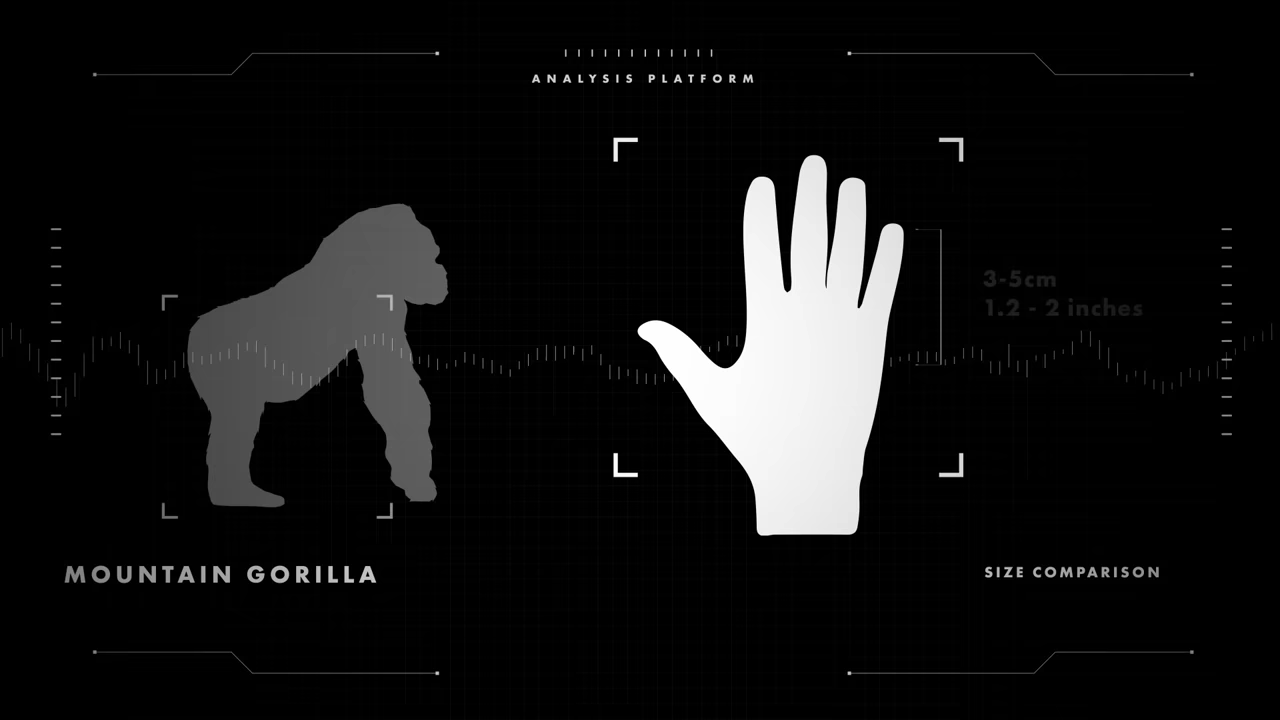 ANALYSIS PLATFORM
3-5cm
1.2 - 2 inches
MOUNTAIN GORILLA
SIZE COMPARISON